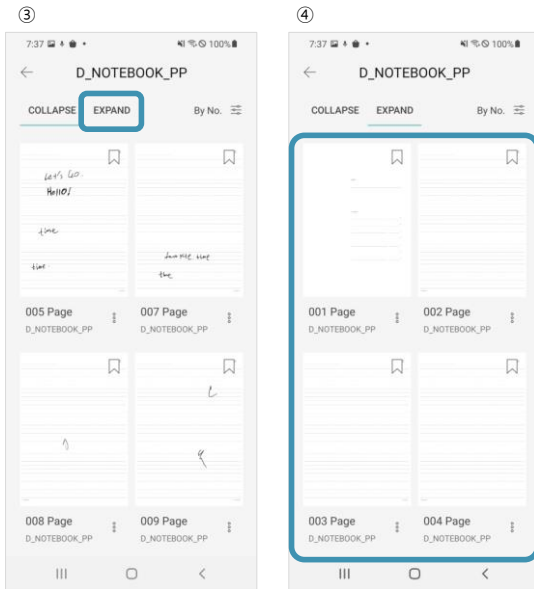 ③
7:37
100%
D_NOTEBOOK_PP
COLLAPSE EXPAND By No.
Let's Go.
Hello!
time
time
the
005 Page
D_NOTEBOOK_PP
007 Page
D_NOTEBOOK_PP
008 Page
D_NOTEBOOK_PP
009 Page
D_NOTEBOOK_PP
④
7:37
100%
D_NOTEBOOK_PP
COLLAPSE EXPAND By No.
001 Page
D_NOTEBOOK_PP
002 Page
D_NOTEBOOK_PP
003 Page
D_NOTEBOOK_PP
004 Page
D_NOTEBOOK_PP